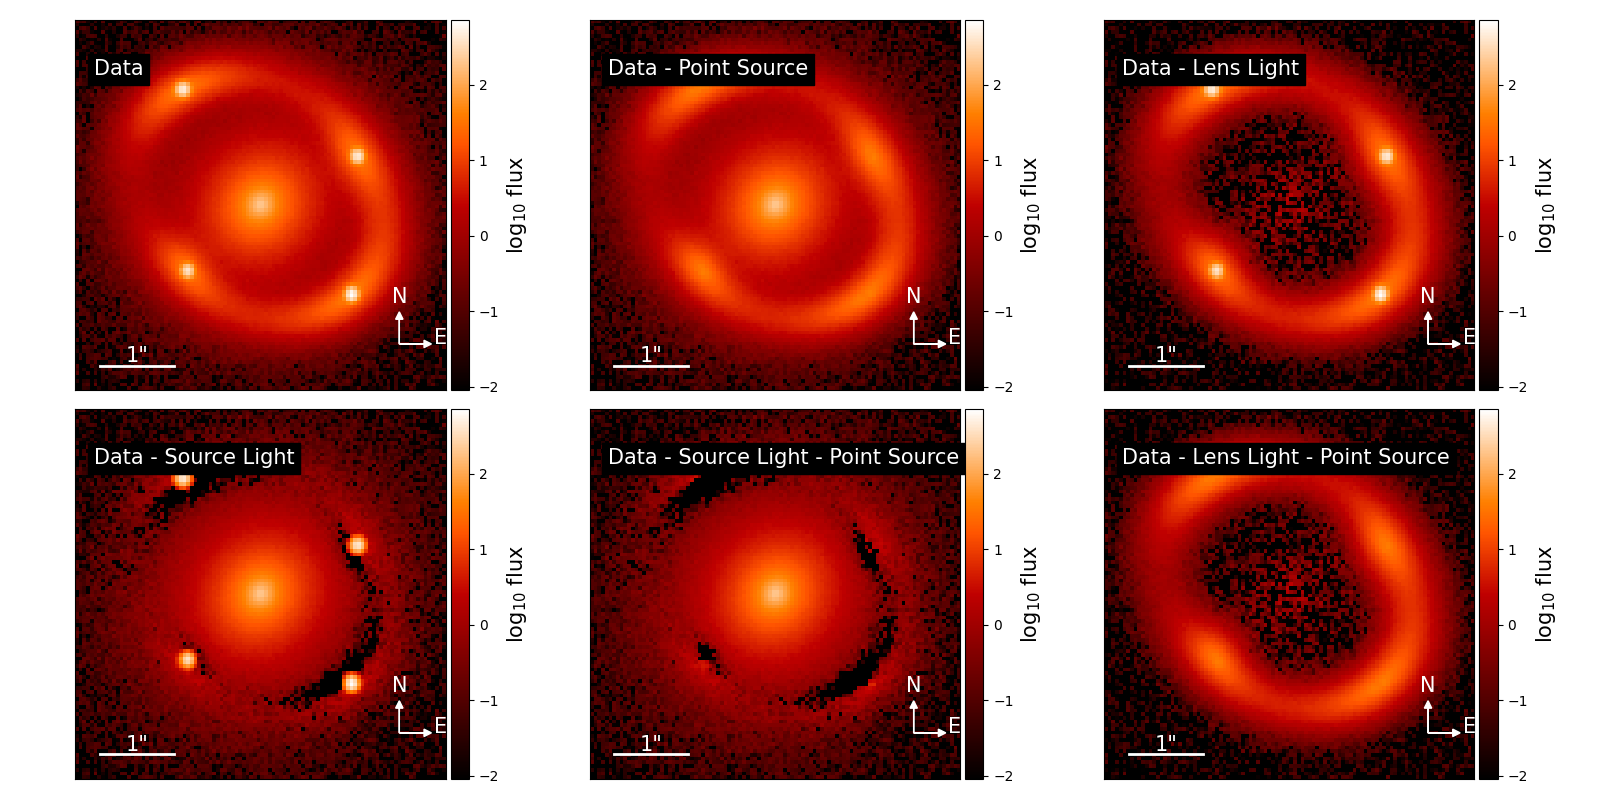 Data
N
E
1"
2
1
0
−1
−2
log₁₀ flux
Data - Point Source
N
E
1"
2
1
0
−1
−2
log₁₀ flux
Data - Lens Light
N
E
1"
2
1
0
−1
−2
log₁₀ flux
Data - Source Light
N
E
1"
2
1
0
−1
−2
log₁₀ flux
Data - Source Light - Point Source
N
E
1"
2
1
0
−1
−2
log₁₀ flux
Data - Lens Light - Point Source
N
E
1"
2
1
0
−1
−2
log₁₀ flux